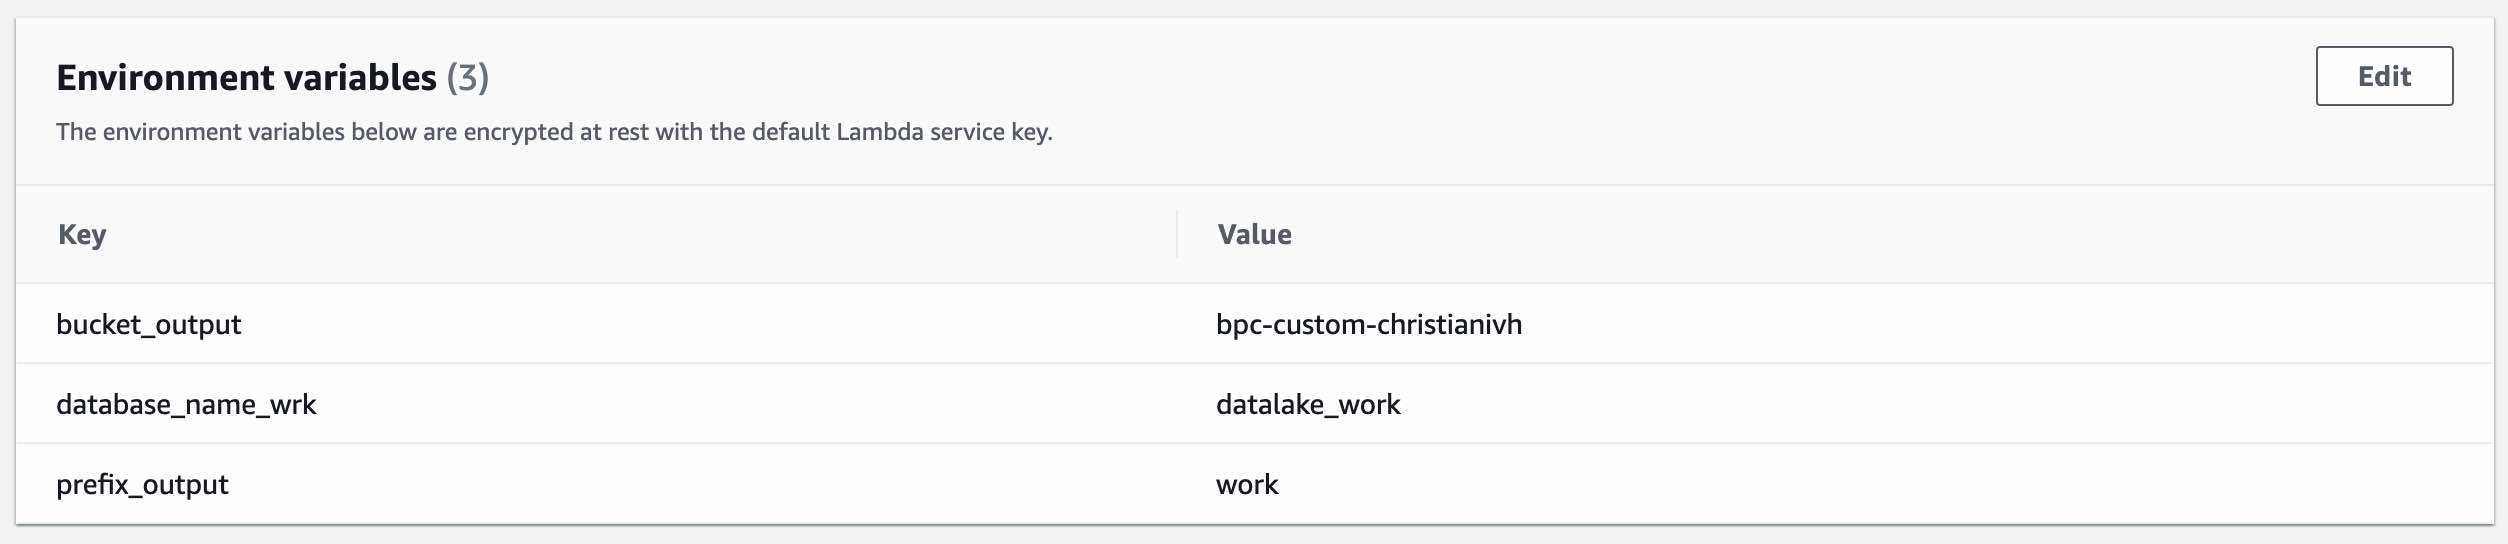 Environment variables (3)
Edit
The environment variables below are encrypted at rest with the default Lambda service key.
Key Value
bucket_output bpc-custom-christianivh
database_name_wrk datalake_work
prefix_output work